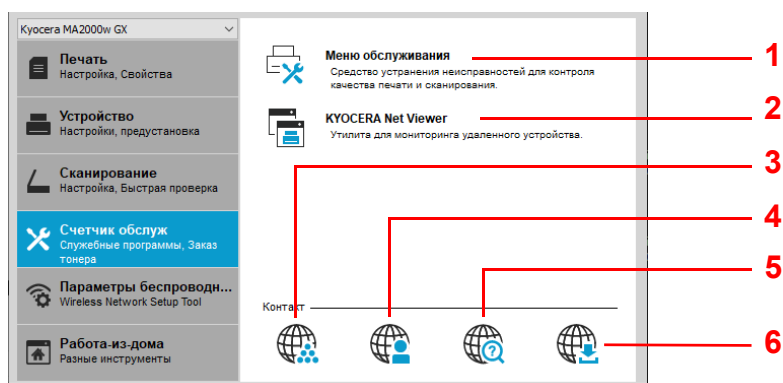 Kyocera MA2000w GX
Печать
Настройка, Свойства
Устройство
Настройки, предустановка
Сканирование
Настройка, Быстрая проверка
Счетчик обслуж
Служебные программы, Заказ
тонера
Параметры беспроводн...
Wireless Network Setup Tool
Работа-из-дома
Разные инструменты
Меню обслуживания
Средство устранения неисправностей для контроля
качества печати и сканирования.
KYOCERA Net Viewer
Утилита для мониторинга удаленного устройства.
Контакт
1
2
3
4
5
6